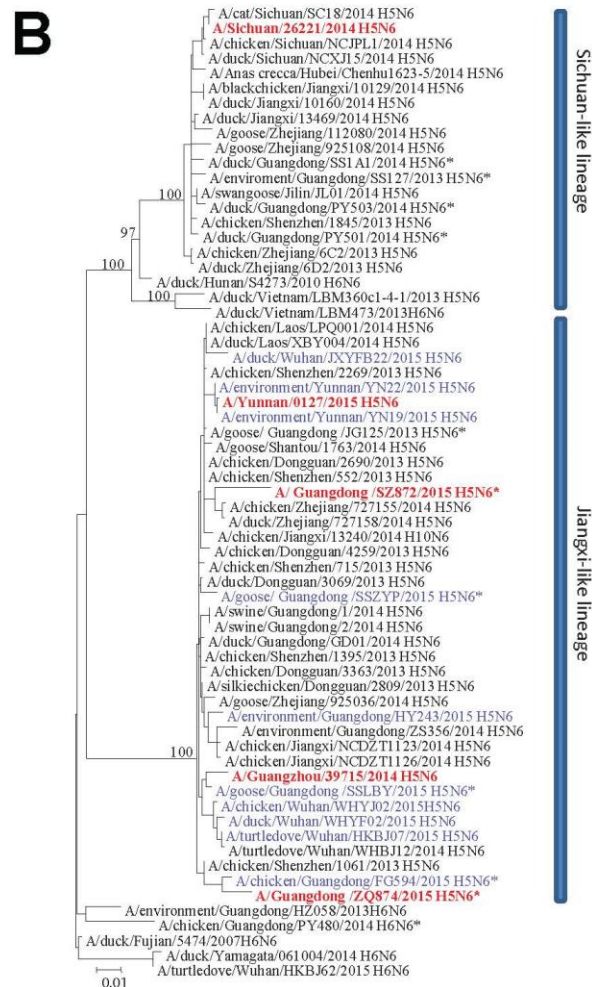 B
A/cat/Sichuan/SC18/2014 H5N6
A/Sichuan/26221/2014 H5N6
A/chicken/Sichuan/NCJPL1/2014 H5N6
A/duck/Sichuan/NCXJ15/2014 H5N6
A/Anas crecca/Hubei/Chenhu1623-5/2014 H5N6
A/blackchicken/Jiangxi/10129/2014 H5N6
A/duck/Jiangxi/10160/2014 H5N6
A/duck/Jiangxi/13469/2014 H5N6
A/goose/Zhejiang/112080/2014 H5N6
A/goose/Zhejiang/925108/2014 H5N6
A/duck/Guangdong/SS1A1/2014 H5N6*
A/enviroment/Guangdong/SS127/2013 H5N6*
A/swangoose/Jilin/JL01/2014 H5N6
100
A/duck/Guangdong/PY503/2014 H5N6*
A/chicken/Shenzhen/1845/2013 H5N6
97
A/duck/Guangdong/PY501/2014 H5N6*
A/chicken/Zhejiang/6C2/2013 H5N6
100
A/duck/Zhejiang/6D2/2013 H5N6
A/duck/Hunan/S4273/2010 H6N6
100
A/duck/Vietnam/LBM360c1-4-1/2013 H5N6
A/duck/Vietnam/LBM473/2013H6N6
Sichuan-like lineage
A/chicken/Laos/LPQ001/2014 H5N6
A/duck/Laos/XBY004/2014 H5N6
A/duck/Wuhan/JXYFB22/2015 H5N6
A/chicken/Shenzhen/2269/2013 H5N6
A/environment/Yunnan/YN22/2015 H5N6
A/Yunnan/0127/2015 H5N6
A/environment/Yunnan/YN19/2015 H5N6
A/goose/ Guangdong /JG125/2013 H5N6*
A/goose/Shantou/1763/2014 H5N6
A/chicken/Dongguan/2690/2013 H5N6
A/chicken/Shenzhen/552/2013 H5N6
A/ Guangdong /SZ872/2015 H5N6*
A/chicken/Zhejiang/727155/2014 H5N6
A/duck/Zhejiang/727158/2014 H5N6
A/chicken/Jiangxi/13240/2014 H10N6
A/chicken/Dongguan/4259/2013 H5N6
A/chicken/Shenzhen/715/2013 H5N6
A/duck/Dongguan/3069/2013 H5N6
A/goose/ Guangdong /SSZYP/2015 H5N6*
A/swine/Guangdong/1/2014 H5N6
A/swine/Guangdong/2/2014 H5N6
A/duck/Guangdong/GD01/2014 H5N6
A/chicken/Shenzhen/1395/2013 H5N6
A/chicken/Dongguan/3363/2013 H5N6
A/silkiechicken/Dongguan/2809/2013 H5N6
A/goose/Zhejiang/925036/2014 H5N6
A/environment/Guangdong/HY243/2015 H5N6
A/environment/Guangdong/ZS356/2014 H5N6
A/chicken/Jiangxi/NCDZT1123/2014 H5N6
100
A/chicken/Jiangxi/NCDZT1126/2014 H5N6
A/Guangzhou/39715/2014 H5N6
A/goose/Guangdong /SSLBY/2015 H5N6*
A/chicken/Wuhan/WHYJ02/2015H5N6
A/duck/Wuhan/WHYF02/2015 H5N6
A/turtledove/Wuhan/HKBJ07/2015 H5N6
A/turtledove/Wuhan/WHBJ12/2014 H5N6
A/chicken/Shenzhen/1061/2013 H5N6
A/chicken/Guangdong/FG594/2015 H5N6*
A/Guangdong /ZQ874/2015 H5N6*
Jiangxi-like lineage
A/environment/Guangdong/HZ058/2013H6N6
A/chicken/Guangdong/PY480/2014 H6N6*
A/duck/Fujian/5474/2007H6N6
A/duck/Yamagata/061004/2014 H6N6
A/turtledove/Wuhan/HKBJ62/2015 H6N6
0.01